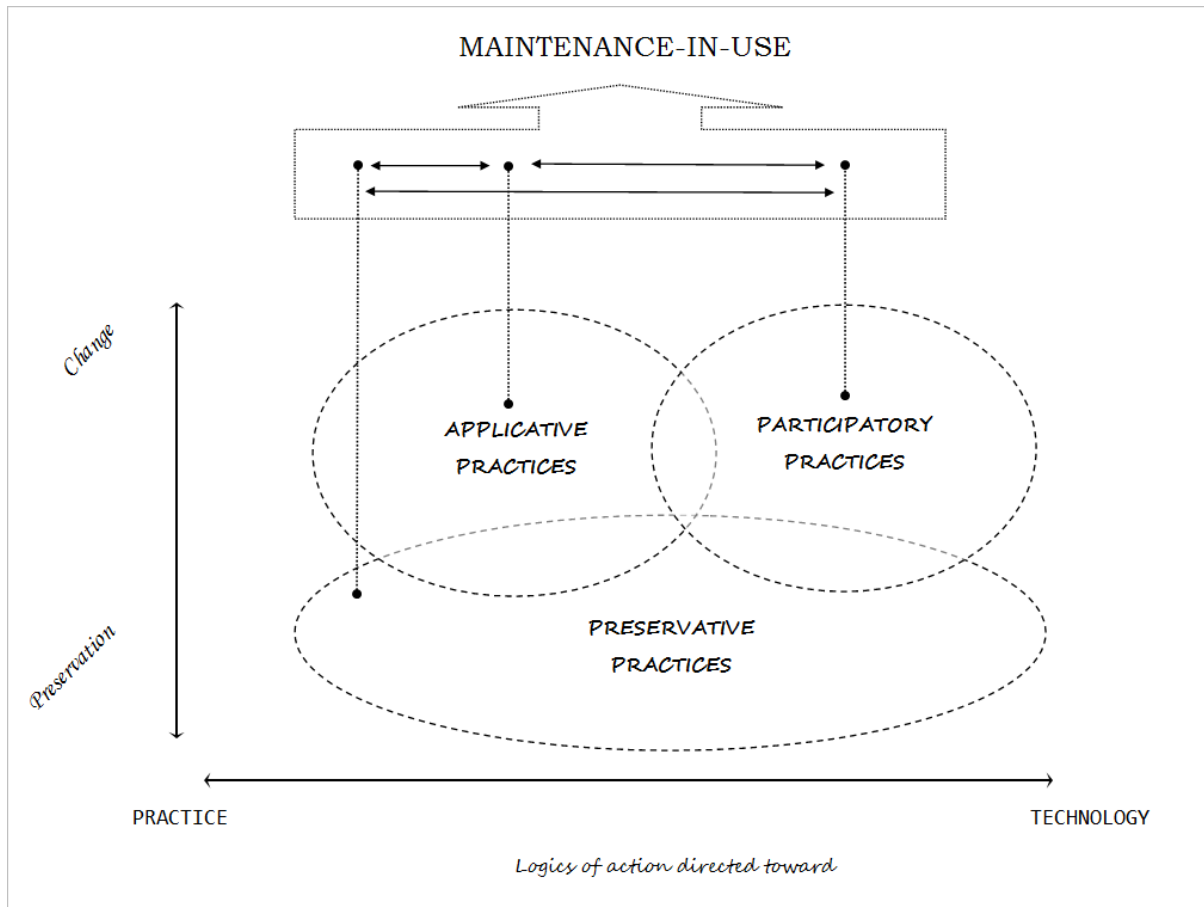 MAINTENANCE-IN-USE
Change
APPLICATIVE
PRACTICES
PARTICIPATORY
PRACTICES
Preservation
PRESERVATIVE
PRACTICES
PRACTICE
TECHNOLOGY
Logics of action directed toward